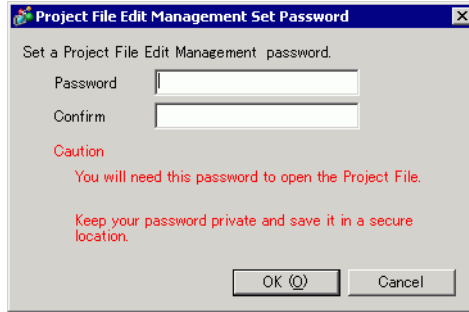 Project File Edit Management Set Password
Set a Project File Edit Management password.
Password
Confirm
Caution
You will need this password to open the Project File.
Keep your password private and save it in a secure
location.
OK (O)
Cancel